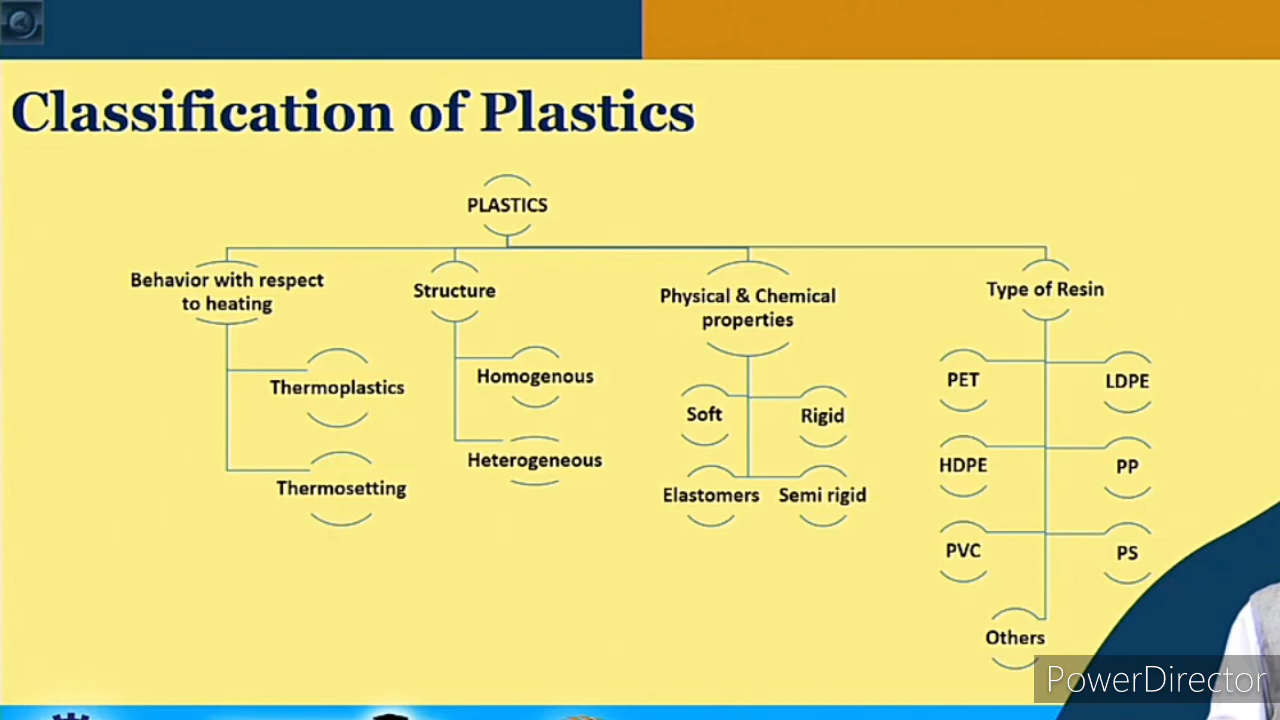 Classification of Plastics
PLASTICS
Behavior with respect
to heating
Thermoplastics
Thermosetting
Structure
Homogenous
Heterogeneous
Physical & Chemical
properties
Soft
Rigid
Elastomers
Semi rigid
Type of Resin
PET
LDPE
HDPE
PP
PVC
PS
Others
PowerDirector